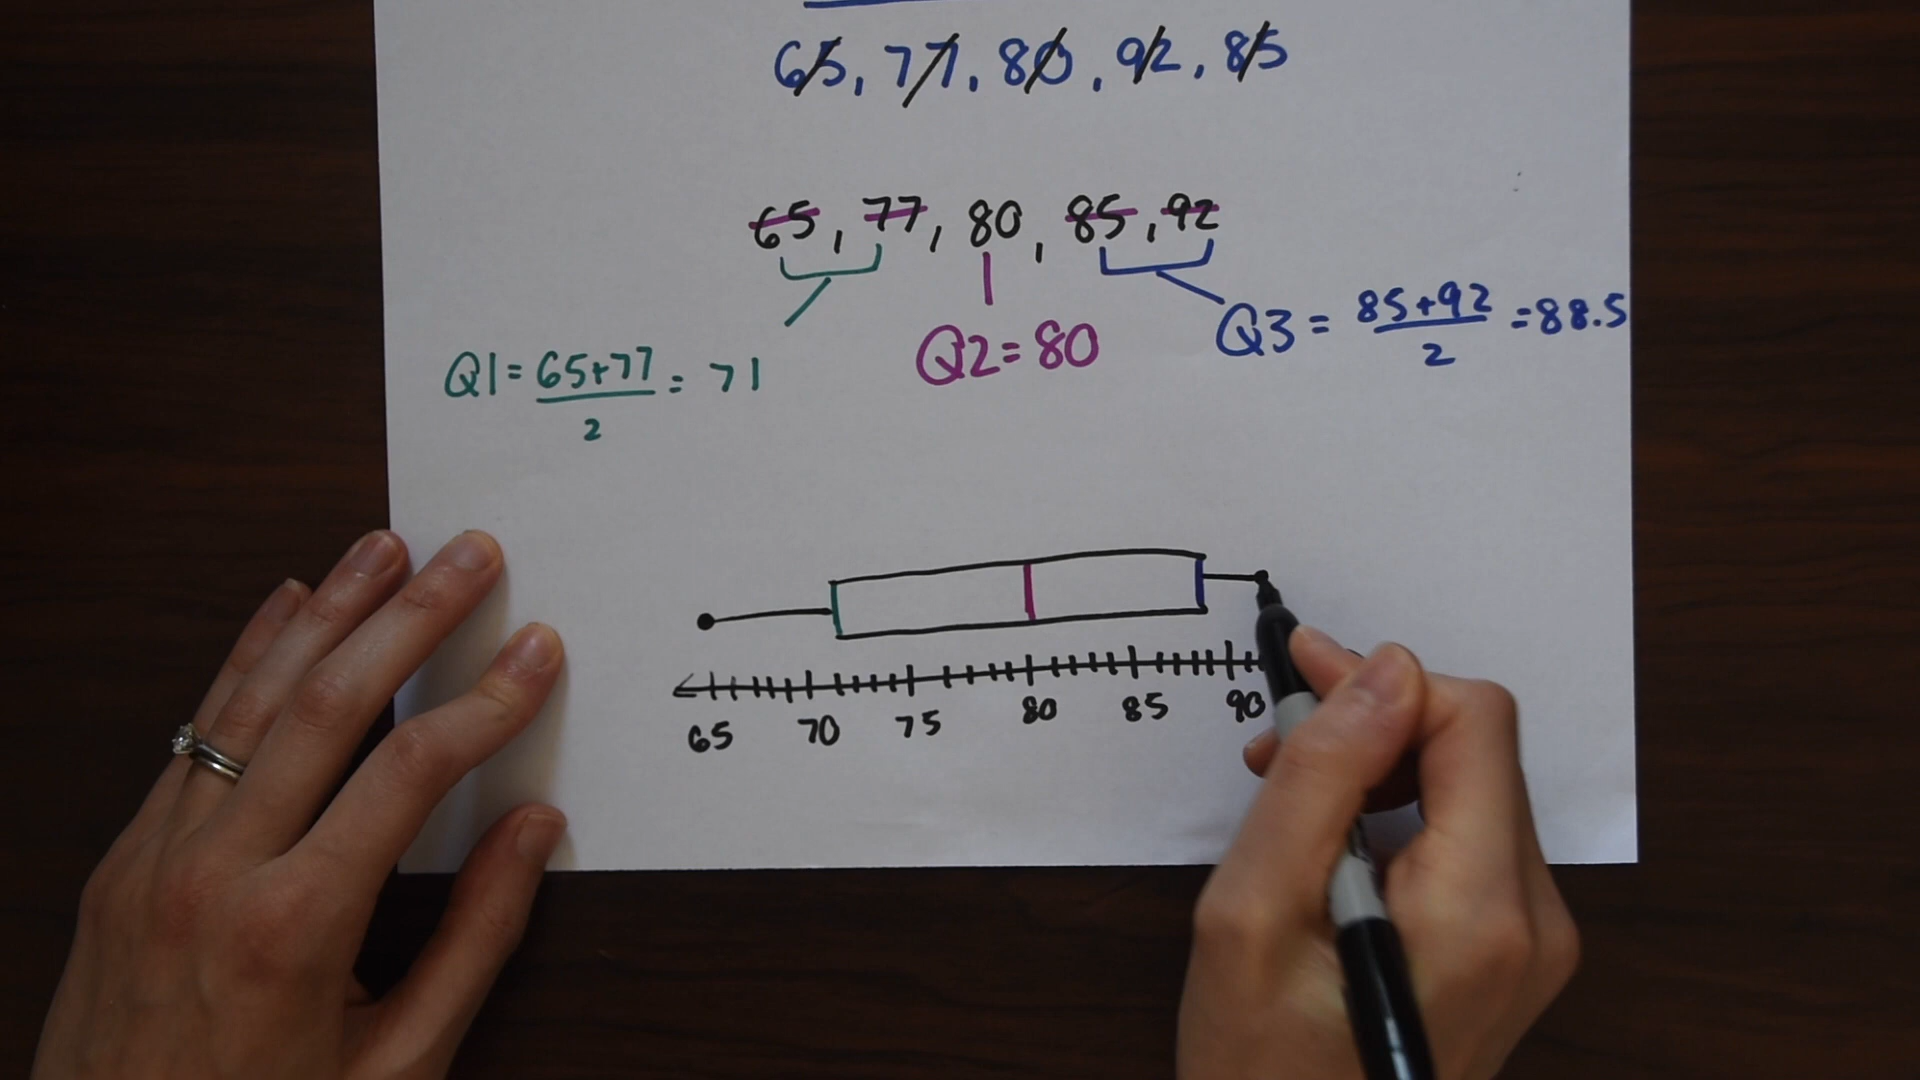 65, 77, 80, 92, 85
65, 77, 80, 85, 92
Q1 = 65+77/2 = 71
Q2 = 80
Q3 = 85+92/2 = 88.5
65 70 75 80 85 90